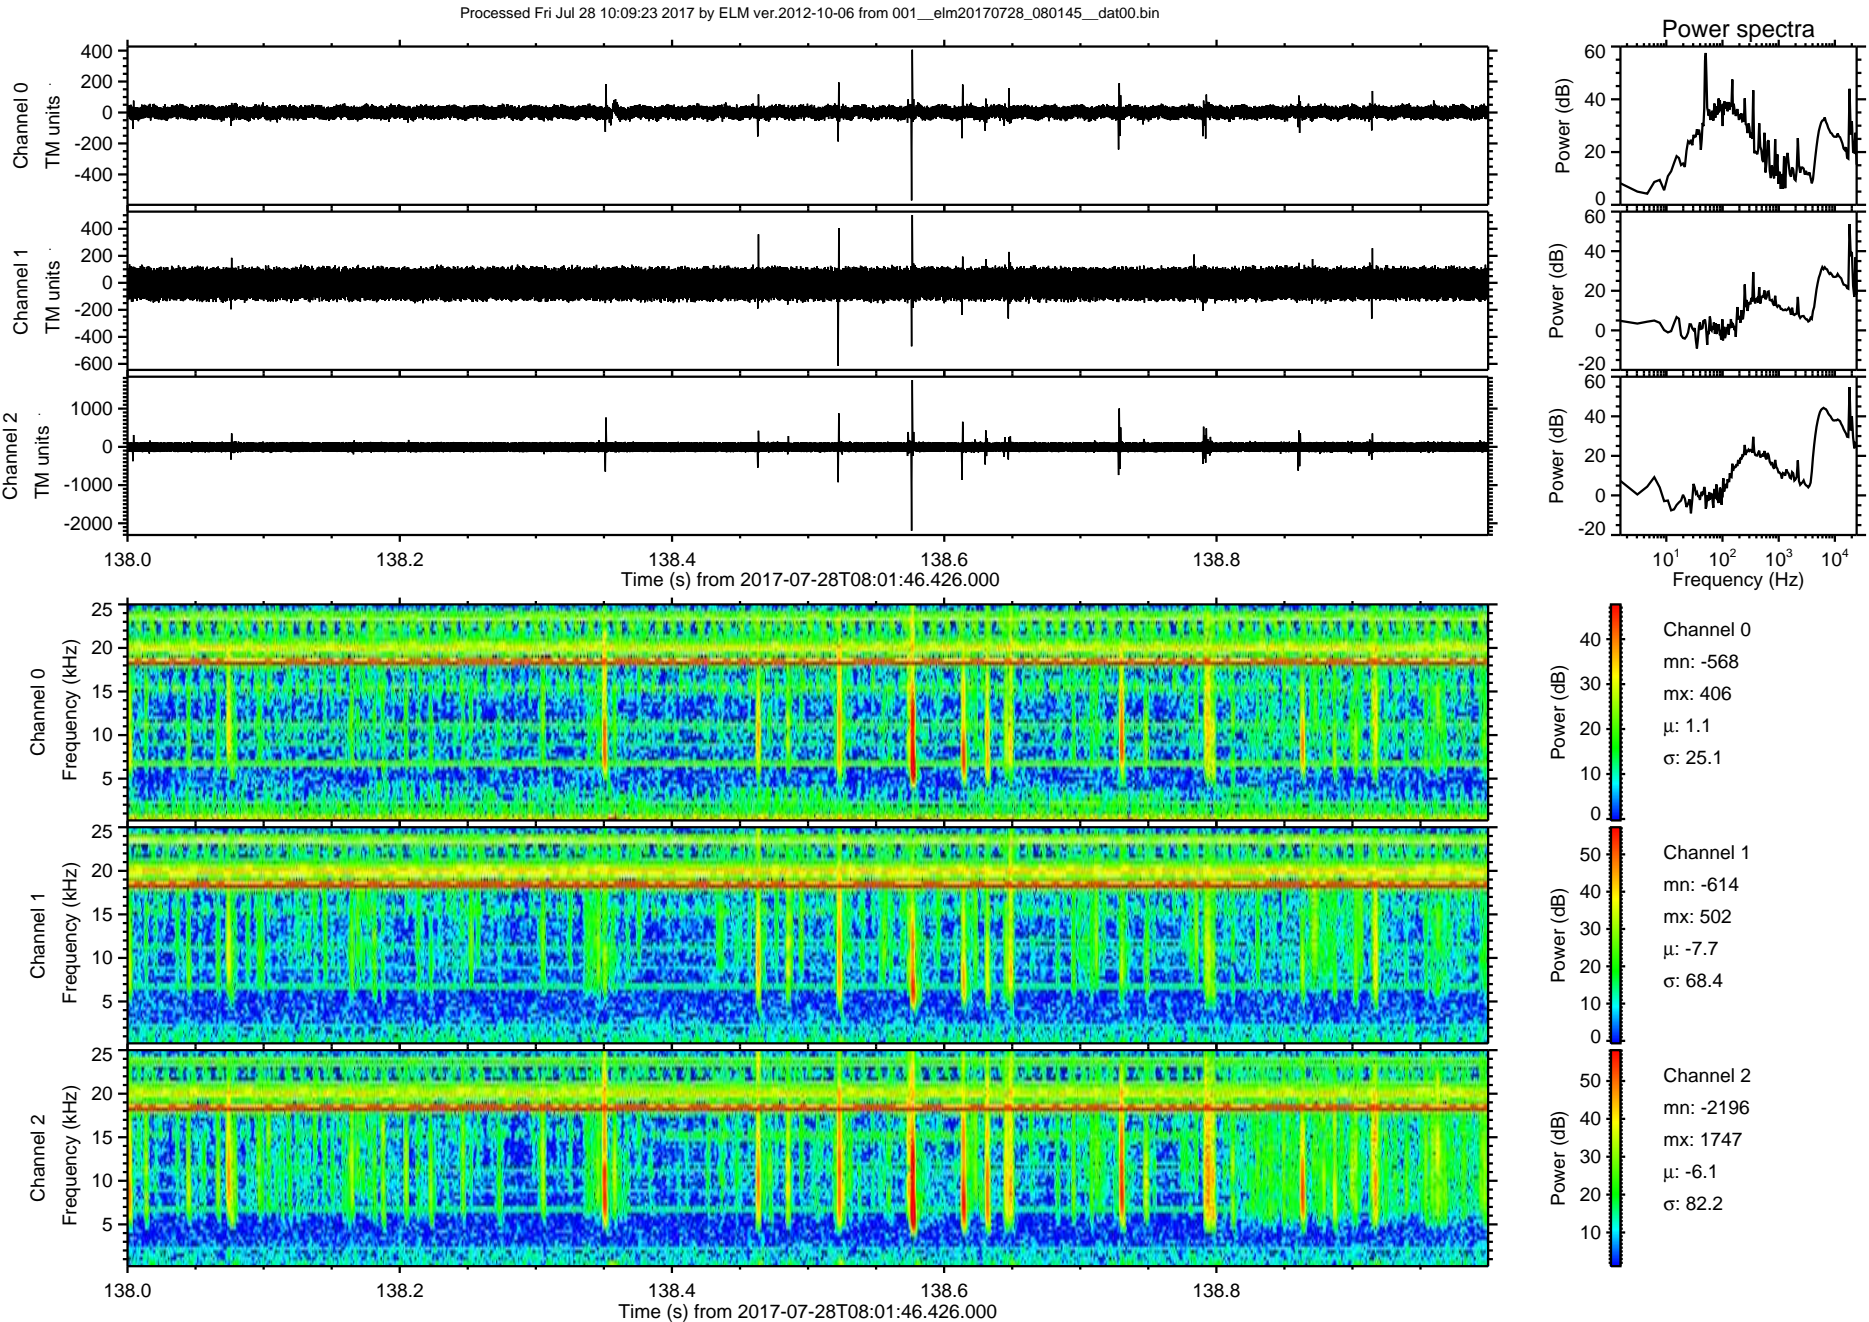 Processed Fri Jul 28 10:09:23 2017 by ELM ver.2012-10-06 from 001__elm20170728_080145__dat00.bin
Power spectra
Channel 0
TM units
400
200
0
-200
-400
Power (dB)
60
40
20
0
Channel 1
TM units
400
200
0
-200
-400
-600
Power (dB)
60
40
20
0
-20
Channel 2
TM units
1000
0
-1000
-2000
Power (dB)
60
40
20
0
-20
138.0 138.2 138.4 138.6 138.8
Time (s) from 2017-07-28T08:01:46.426.000
10^1 10^2 10^3 10^4
Frequency (Hz)
Channel 0
Frequency (kHz)
25
20
15
10
5
Power (dB)
40
30
20
10
0
Channel 0
mn: -568
mx: 406
μ: 1.1
σ: 25.1
Channel 1
Frequency (kHz)
25
20
15
10
5
Power (dB)
50
40
30
20
10
0
Channel 1
mn: -614
mx: 502
μ: -7.7
σ: 68.4
Channel 2
Frequency (kHz)
25
20
15
10
5
Power (dB)
50
40
30
20
10
Channel 2
mn: -2196
mx: 1747
μ: -6.1
σ: 82.2
138.0 138.2 138.4 138.6 138.8
Time (s) from 2017-07-28T08:01:46.426.000